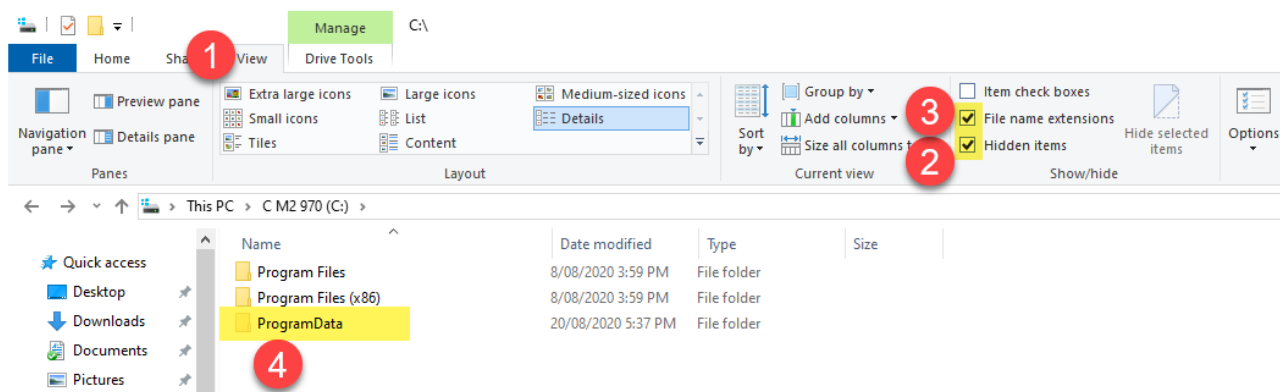 Manage C:\
File Home Sha 1 View Drive Tools
Preview pane
Details pane
Navigation pane
Panes
Extra large icons Large icons Medium-sized icons
Small icons List Details
Tiles Content
Layout
Sort by
Group by
Add columns
Size all columns t
Current view
3
2
Item check boxes
File name extensions
Hidden items
Hide selected items
Show/hide
Options
This PC > C M2 970 (C:) >
Quick access
Desktop
Downloads
Documents
Pictures
Name Date modified Type Size
Program Files 8/08/2020 3:59 PM File folder
Program Files (x86) 8/08/2020 3:59 PM File folder
ProgramData 20/08/2020 5:37 PM File folder
4